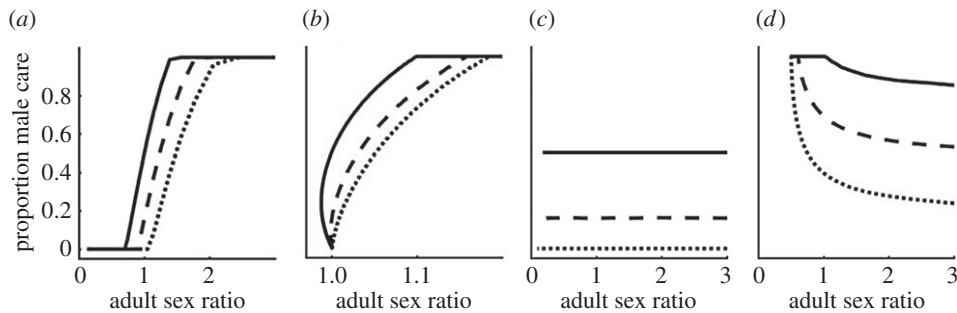 (a) (b) (c) (d)
proportion male care
0.8
0.6
0.4
0.2
0
0 1 2 1.0 1.1 0 1 2 3 0 1 2 3
adult sex ratio adult sex ratio adult sex ratio adult sex ratio